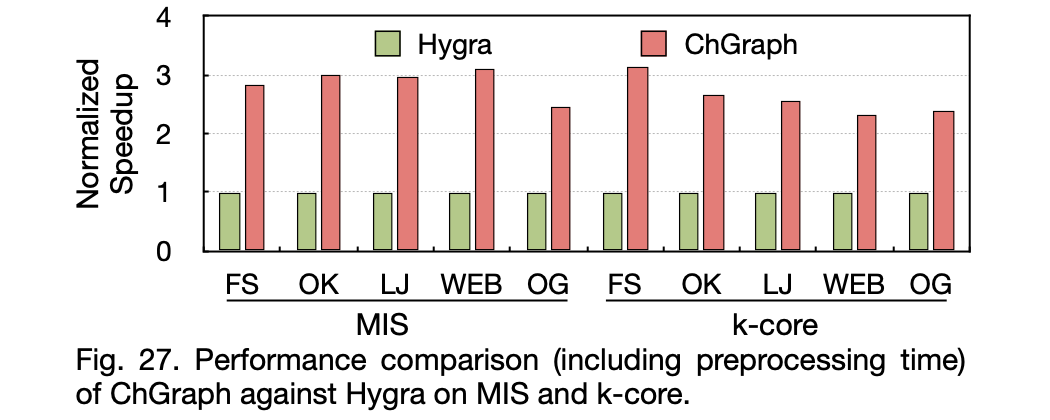 4
3
2
1
0
Normalized
Speedup
Hygra ChGraph
FS OK LJ WEB OG FS OK LJ WEB OG
MIS k-core
Fig. 27. Performance comparison (including preprocessing time)
of ChGraph against Hygra on MIS and k-core.